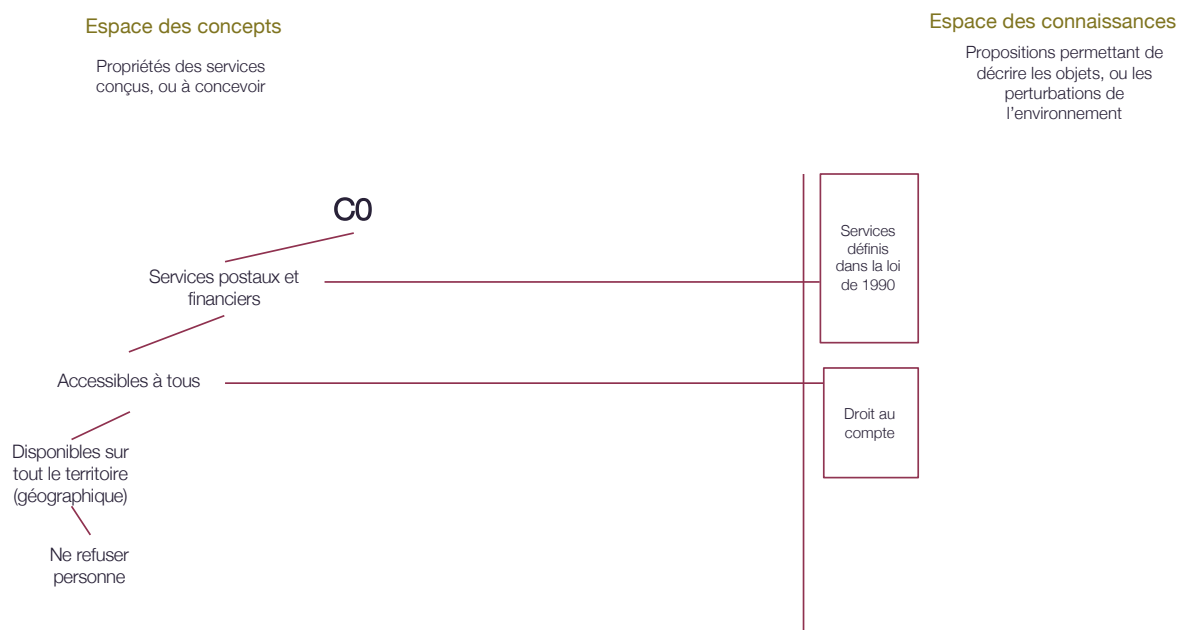 Espace des concepts
Propriétés des services
conçus, ou à concevoir
Espace des connaissances
Propositions permettant de
décrire les objets, ou les
perturbations de
l'environnement
C0
Services postaux et
financiers
Services
définis
dans la loi
de 1990
Accessibles à tous
Droit au
compte
Disponibles sur
tout le territoire
(géographique)
Ne refuser
personne